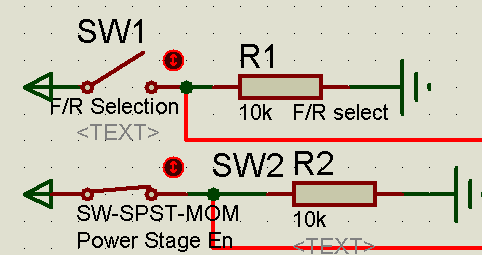 SW1
R1
F/R Selection
10k
F/R select
<TEXT>
SW2
R2
SW-SPST-MOM
10k
Power Stage En
<TEXT>